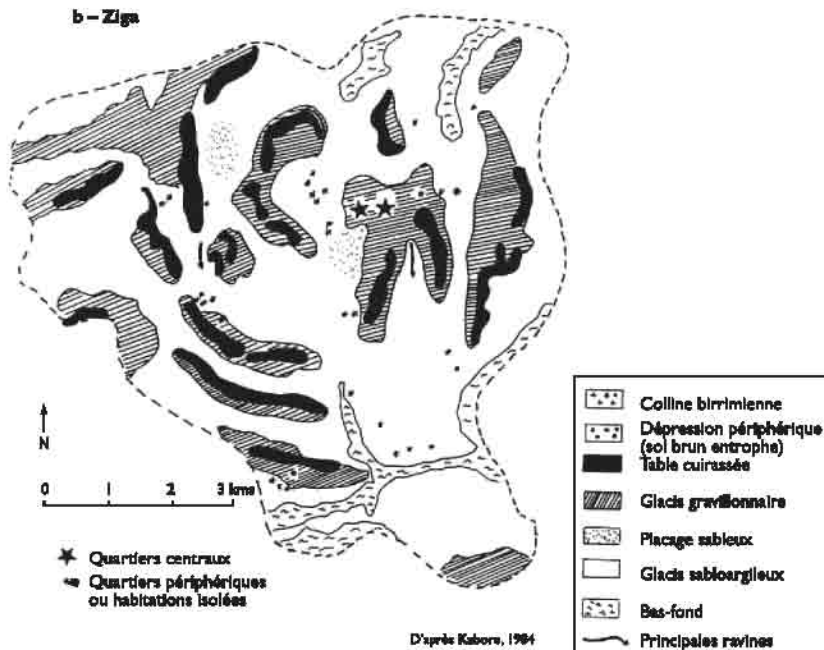 b – Ziga
N
0 1 2 3 kms
Quartiers centraux
Quartiers périphériques
ou habitations isolées
D'après Kabore, 1984
Colline birrimienne
Dépression périphérique
(sol brun entrophe)
Table cuirassée
Glacis gravillonnaire
Placage sableux
Glacis sabloargileux
Bas-fond
Principales ravines